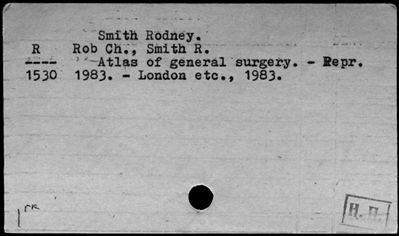 Smith Rodney.
R Rob Ch., Smith R.
---- Atlas of general surgery. - Repr.
1530 1983. - London etc., 1983.